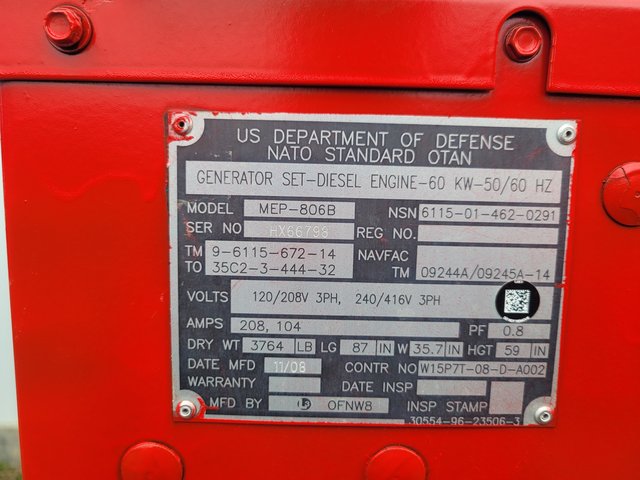 US DEPARTMENT OF DEFENSE
NATO STANDARD OTAN
GENERATOR SET-DIESEL ENGINE-60 KW-50/60 HZ
MODEL MEP-806B NSN 6115-01-462-0291
SER NO HX66798 REG NO.
TM 9-6115-672-14 NAVFAC
TO 35C2-3-444-32 TM 09244A/09245A-14
VOLTS 120/208V 3PH, 240/416V 3PH
AMPS 208, 104 PF 0.8
DRY WT 3764 LB LG 87 IN W 35.7 IN HGT 59 IN
DATE MFD 11/08 CONTR NO W15P7T-08-D-A002
WARRANTY DATE INSP
MFD BY OFNW8 INSP STAMP
30554-96-23506-3